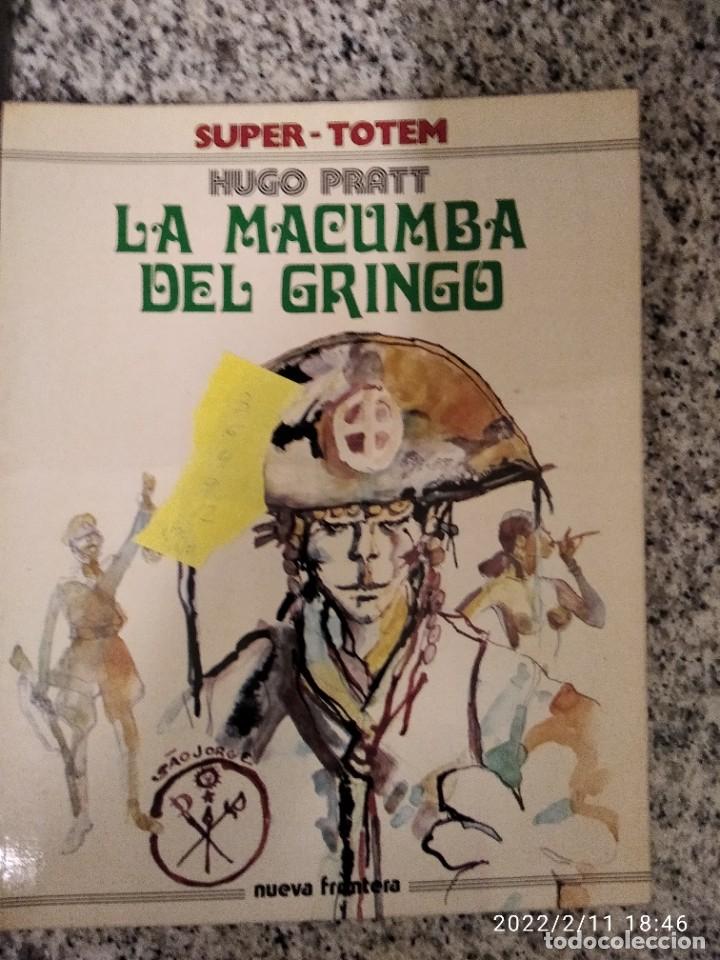 SUPER-TOTEM
HUGO PRATT
LA MACUMBA
DEL GRINGO
SÃO JORGE
nueva frontera
2022/2/11 18:46
todocoleccion